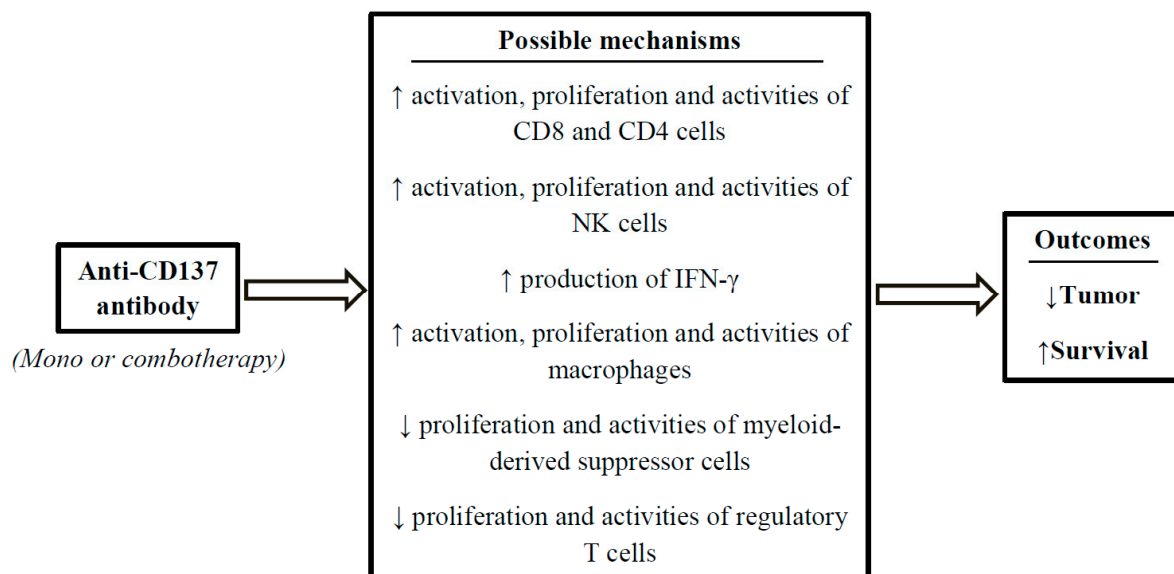 Anti-CD137
antibody
(Mono or combotherapy)
Possible mechanisms
↑ activation, proliferation and activities of
CD8 and CD4 cells
↑ activation, proliferation and activities of
NK cells
↑ production of IFN-γ
↑ activation, proliferation and activities of
macrophages
↓ proliferation and activities of myeloid-
derived suppressor cells
↓ proliferation and activities of regulatory
T cells
Outcomes
↓Tumor
↑Survival